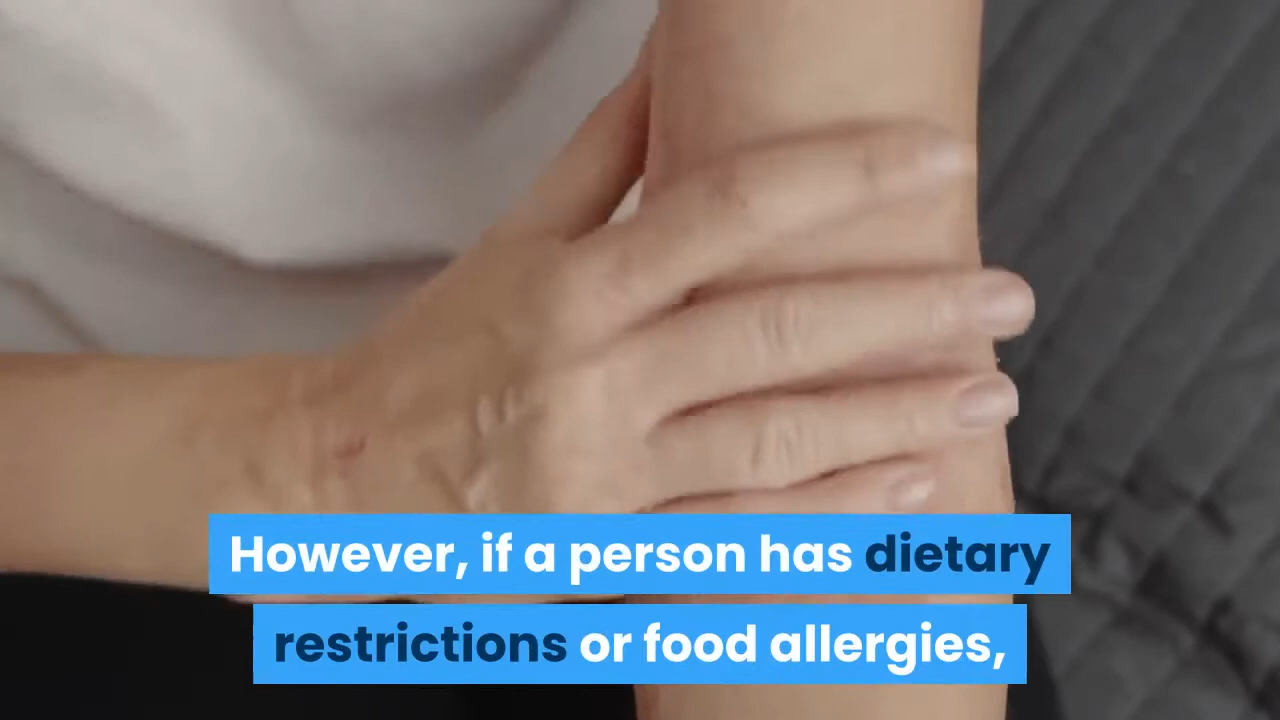 However, if a person has dietary
restrictions or food allergies,